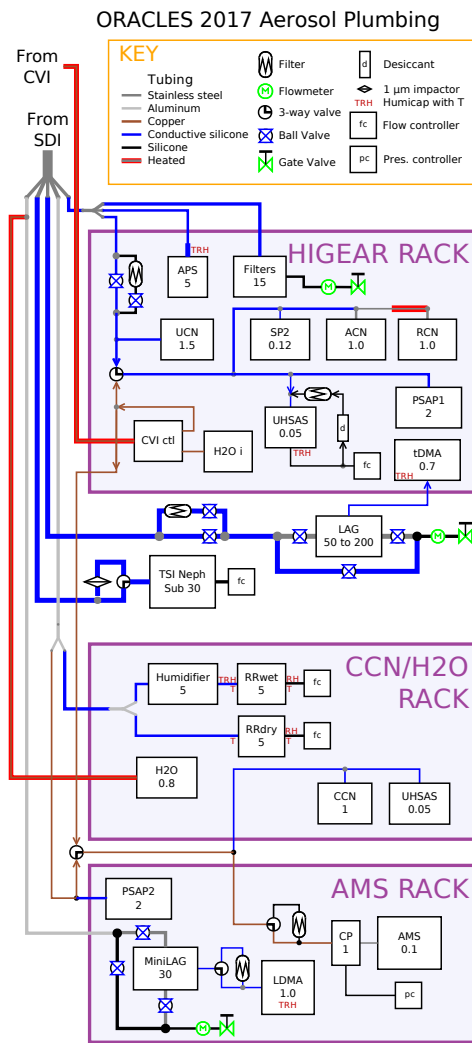 ORACLES 2017 Aerosol Plumbing
From
CVI
From
SDI
KEY
Tubing
Stainless steel
Aluminum
Copper
Conductive silicone
Silicone
Heated
Filter
M
Flowmeter
3-way valve
Ball Valve
Gate Valve
d
Desiccant
1 μm impactor
TRH
Humicap with T
fc
Flow controller
pc
Pres. controller
HIGEAR RACK
TRH
APS
5
Filters
15
M
UCN
1.5
SP2
0.12
ACN
1.0
RCN
1.0
PSAP1
2
UHSAS
0.05
TRH
d
fc
CVI ctl
H2O i
tDMA
0.7
TRH
LAG
50 to 200
M
TSI Neph
Sub 30
fc
CCN/H2O
RACK
Humidifier
5
TRH
T
RRwet
5
RH
T
fc
RRdry
5
T
RH
T
fc
H2O
0.8
CCN
1
UHSAS
0.05
AMS RACK
PSAP2
2
MiniLAG
30
LDMA
1.0
TRH
CP
1
AMS
0.1
pc
M